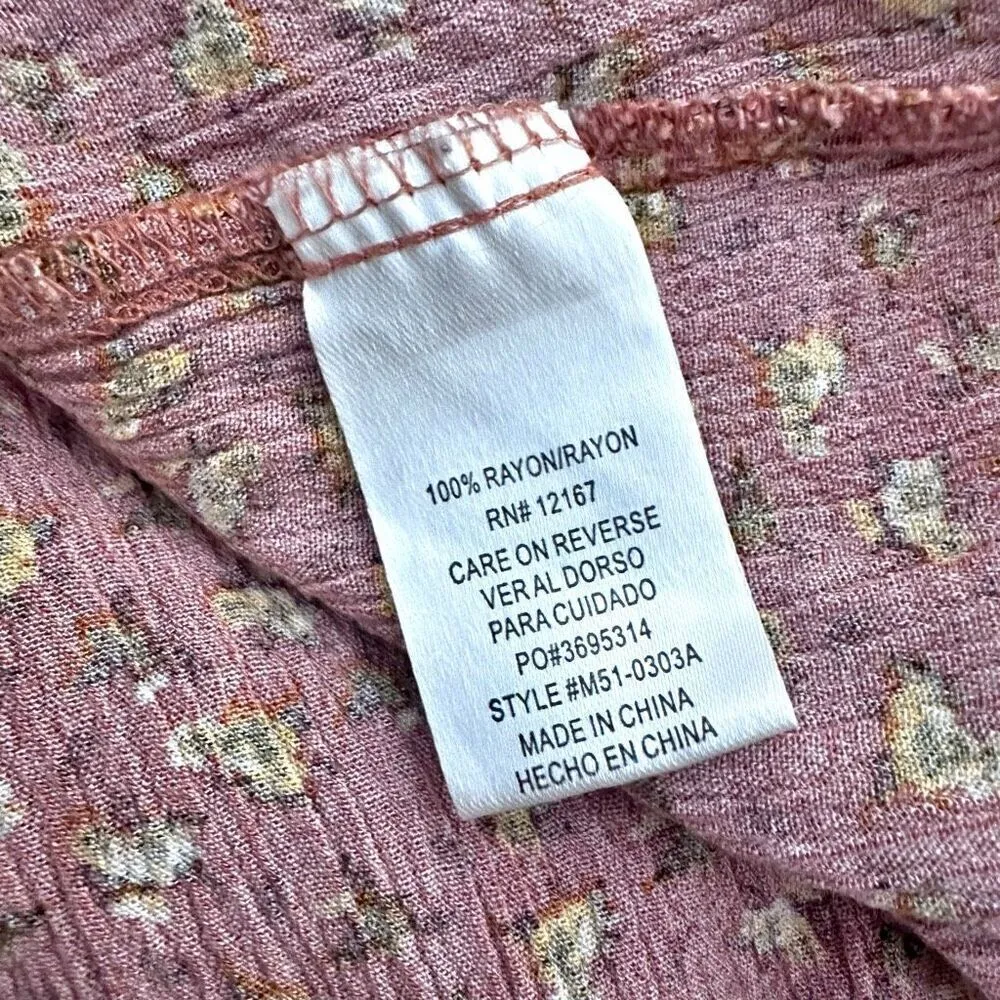 100% RAYON/RAYON
RN# 12167
CARE ON REVERSE
VER AL DORSO
PARA CUIDADO
PO#3695314
STYLE #M51-0303A
MADE IN CHINA
HECHO EN CHINA